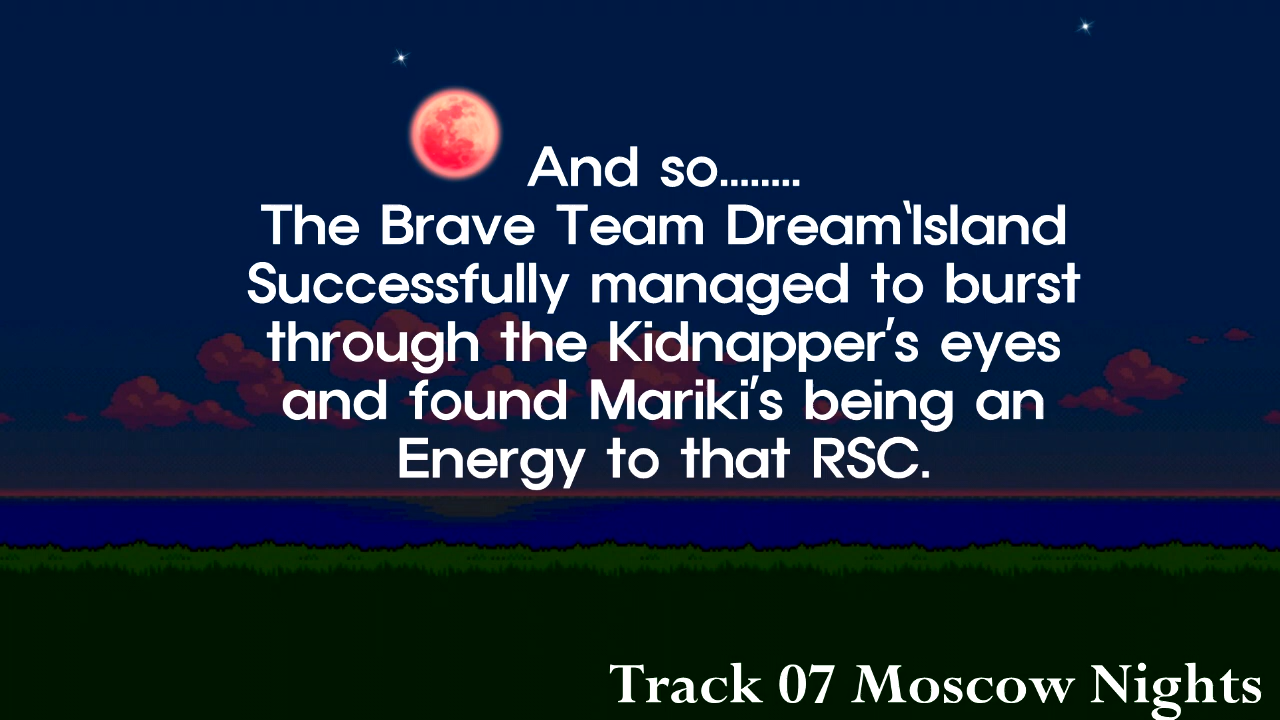 And so........
The Brave Team Dream‘Island
Successfully managed to burst
through the Kidnapper’s eyes
and found Mariki’s being an
Energy to that RSC.
Track 07 Moscow Nights